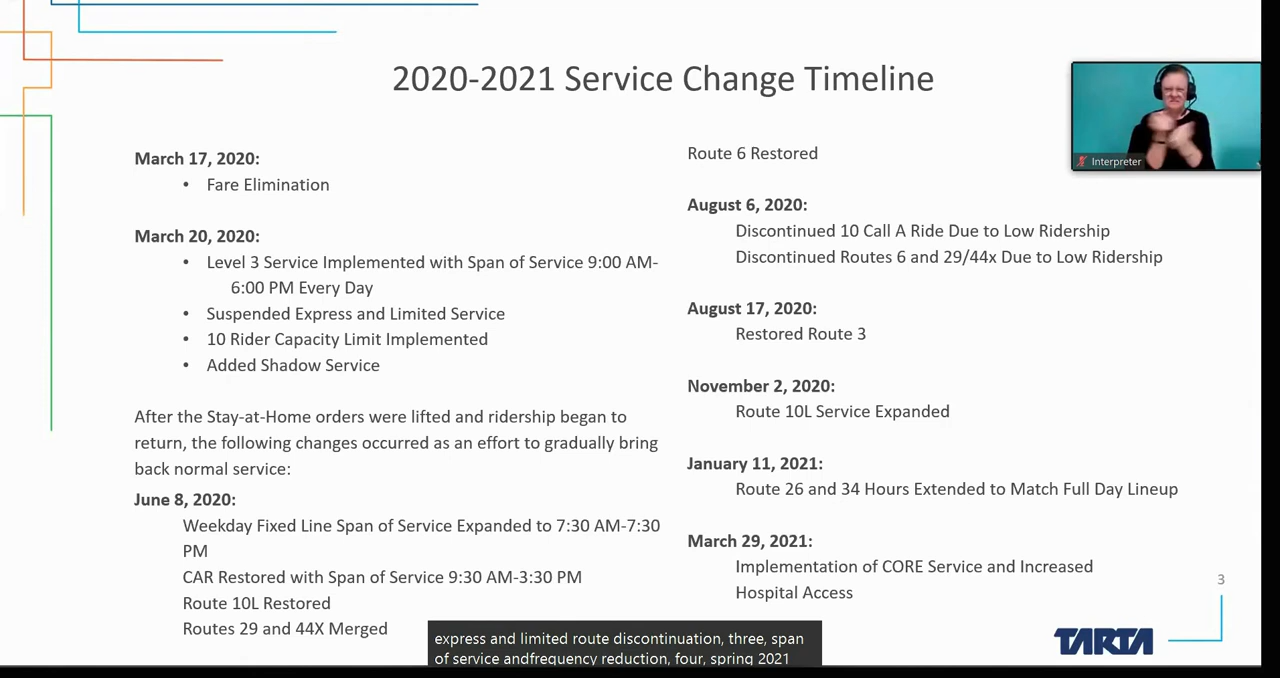 2020-2021 Service Change Timeline
March 17, 2020:
• Fare Elimination
March 20, 2020:
• Level 3 Service Implemented with Span of Service 9:00 AM-
6:00 PM Every Day
• Suspended Express and Limited Service
• 10 Rider Capacity Limit Implemented
• Added Shadow Service
After the Stay-at-Home orders were lifted and ridership began to
return, the following changes occurred as an effort to gradually bring
back normal service:
June 8, 2020:
Weekday Fixed Line Span of Service Expanded to 7:30 AM-7:30
PM
CAR Restored with Span of Service 9:30 AM-3:30 PM
Route 10L Restored
Routes 29 and 44X Merged
Route 6 Restored
August 6, 2020:
Discontinued 10 Call A Ride Due to Low Ridership
Discontinued Routes 6 and 29/44x Due to Low Ridership
August 17, 2020:
Restored Route 3
November 2, 2020:
Route 10L Service Expanded
January 11, 2021:
Route 26 and 34 Hours Extended to Match Full Day Lineup
March 29, 2021:
Implementation of CORE Service and Increased
Hospital Access
Interpreter
3
TARTA
express and limited route discontinuation, three, span
of service andfrequency reduction, four, spring 2021